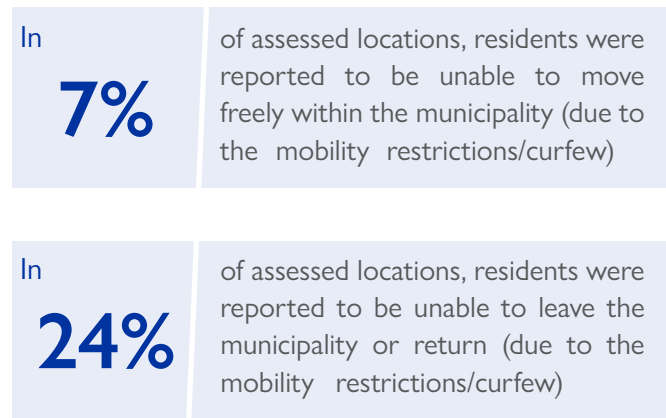 In
7%
of assessed locations, residents were
reported to be unable to move
freely within the municipality (due to
the mobility restrictions/curfew)
In
24%
of assessed locations, residents were
reported to be unable to leave the
municipality or return (due to the
mobility restrictions/curfew)